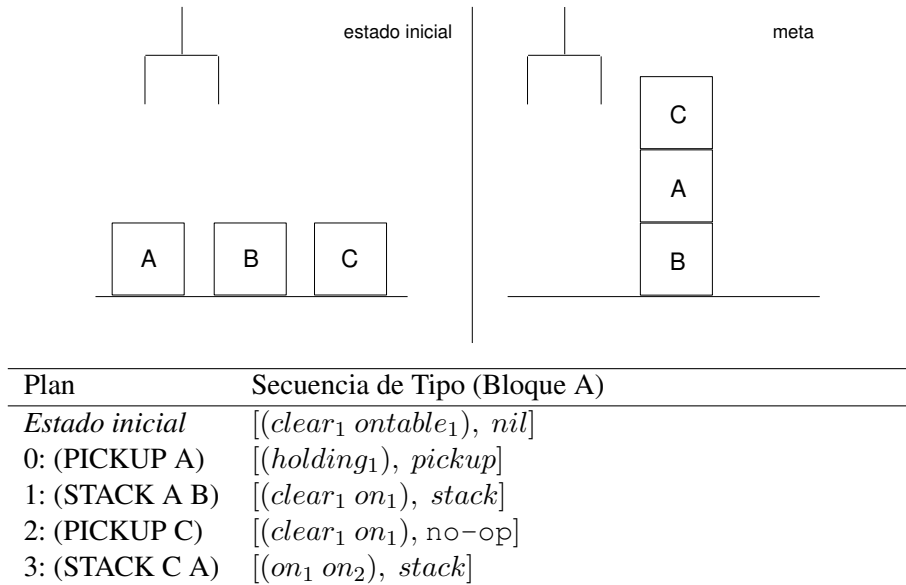 estado inicial
meta
C
A
A B C
B
Plan Secuencia de Tipo (Bloque A)
Estado inicial [(clear₁ ontable₁), nil]
0: (PICKUP A) [(holding₁), pickup]
1: (STACK A B) [(clear₁ on₁), stack]
2: (PICKUP C) [(clear₁ on₁), no-op]
3: (STACK C A) [(on₁ on₂), stack]